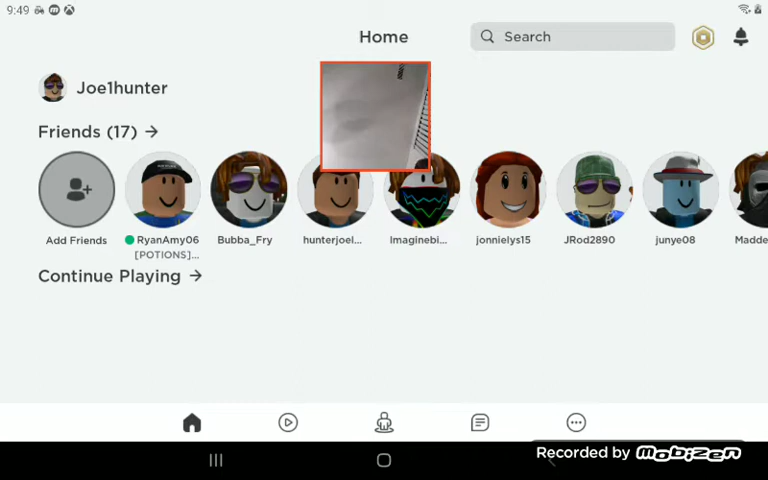 9:49
Home
Search
Joe1hunter
Friends (17)
Add Friends
RyanAmy06
[POTIONS]...
Bubba_Fry
hunterjoel...
Imaginebi...
jonnielys15
JRod2890
junye08
Madde
Continue Playing
Recorded by Mobizen